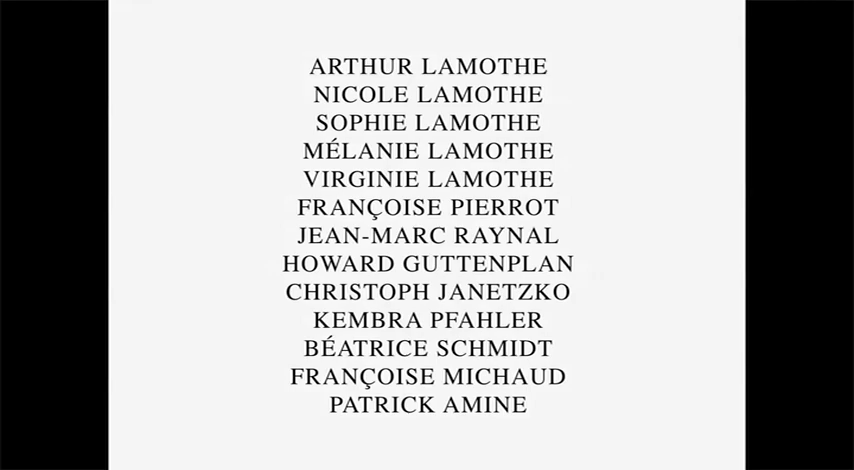 ARTHUR LAMOTHE
NICOLE LAMOTHE
SOPHIE LAMOTHE
MÉLANIE LAMOTHE
VIRGINIE LAMOTHE
FRANÇOISE PIERROT
JEAN-MARC RAYNAL
HOWARD GUTTENPLAN
CHRISTOPH JANETZKO
KEMBRA PFAHLER
BÉATRICE SCHMIDT
FRANÇOISE MICHAUD
PATRICK AMINE